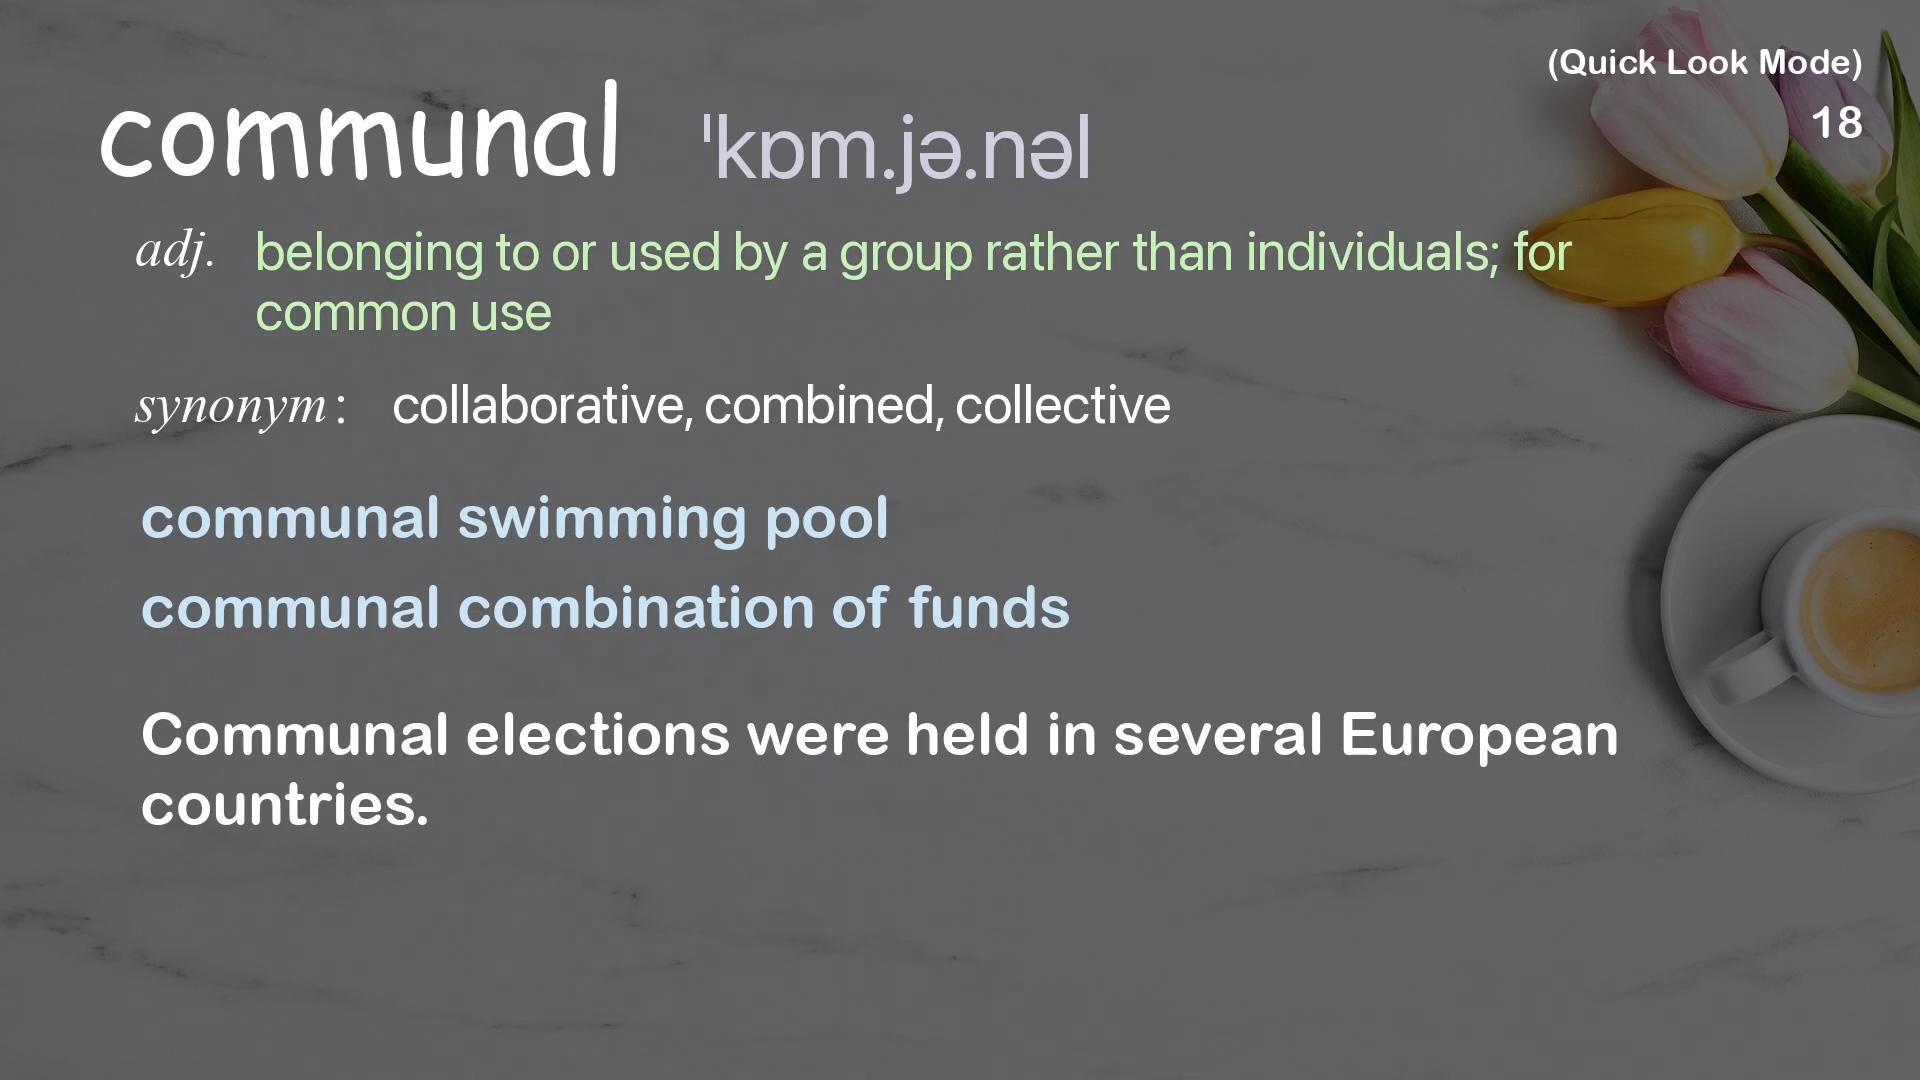 (Quick Look Mode)
18
communal ˈkɒm.jə.nəl
adj. belonging to or used by a group rather than individuals; for
common use
synonym: collaborative, combined, collective
communal swimming pool
communal combination of funds
Communal elections were held in several European
countries.